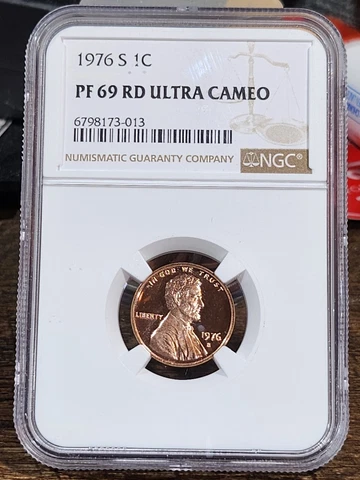 1976 S 1C
PF 69 RD ULTRA CAMEO
6798173-013
NUMISMATIC GUARANTY COMPANY
NGC®
IN GOD WE TRUST
LIBERTY
1976
S